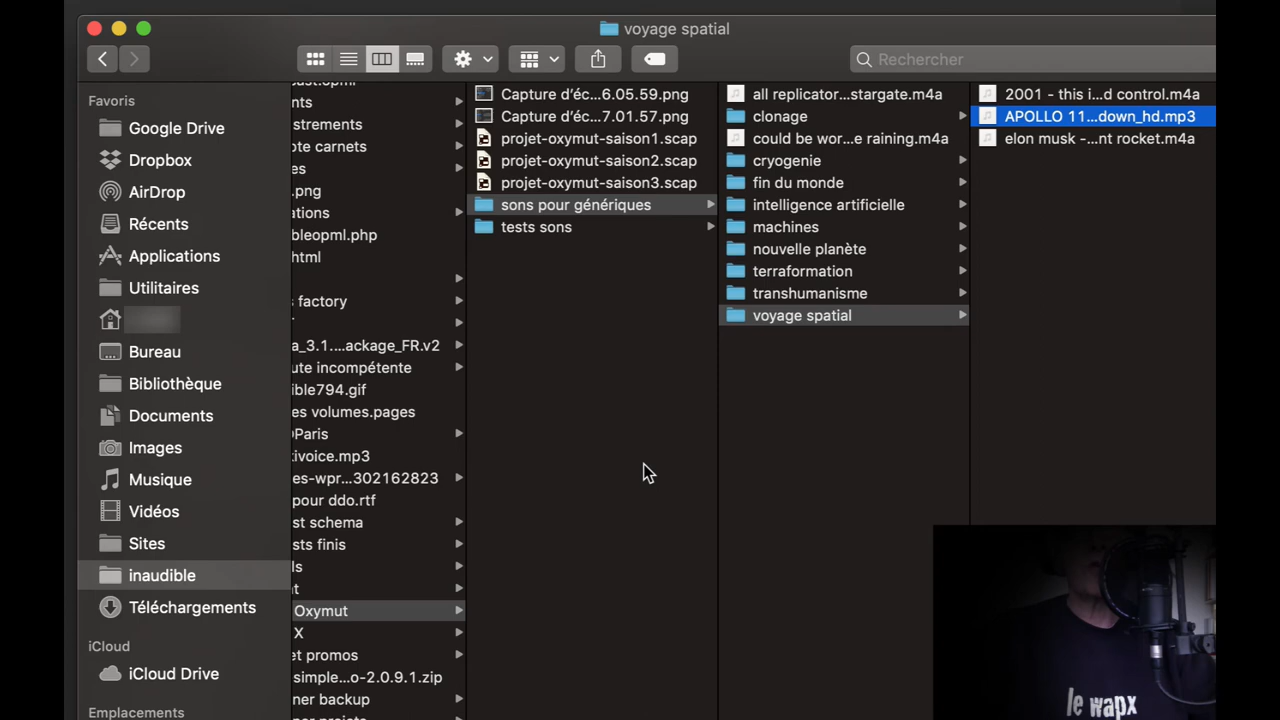 voyage spatial
Rechercher
Favoris
Google Drive
Dropbox
AirDrop
Récents
Applications
Utilitaires
Bureau
Bibliothèque
Documents
Images
Musique
Vidéos
Sites
inaudible
Téléchargements
iCloud
iCloud Drive
Emplacements
nts
istrements
ote carnets
es
.png
ations
ibleopml.php
html
s factory
a_3.1....ackage_FR.v2
ute incompétente
ible794.gif
es volumes.pages
Paris
tivoice.mp3
es-wpr...302162823
pour ddo.rtf
st schema
sts finis
ls
nt
Oxymut
X
et promos
simple...o-2.0.9.1.zip
ner backup
Capture d'éc...6.05.59.png
Capture d'éc...7.01.57.png
projet-oxymut-saison1.scap
projet-oxymut-saison2.scap
projet-oxymut-saison3.scap
sons pour génériques
tests sons
all replicator...stargate.m4a
clonage
could be wor...e raining.m4a
cryogenie
fin du monde
intelligence artificielle
machines
nouvelle planète
terraformation
transhumanisme
voyage spatial
2001 - this i...d control.m4a
APOLLO 11...down_hd.mp3
elon musk -...nt rocket.m4a
le wapx